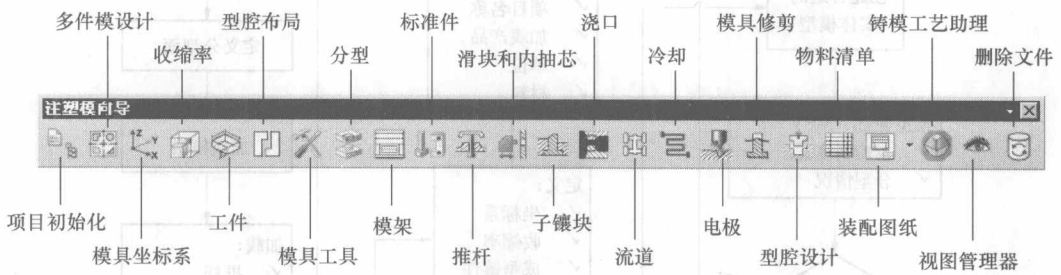 多件模设计 型腔布局 标准件 浇口 模具修剪 铸模工艺助理
收缩率 分型 滑块和内抽芯 冷却 物料清单 删除文件
注塑模向导
项目初始化 工件 模架 子镶块 电极 装配图纸
模具坐标系 模具工具 推杆 流道 型腔设计 视图管理器